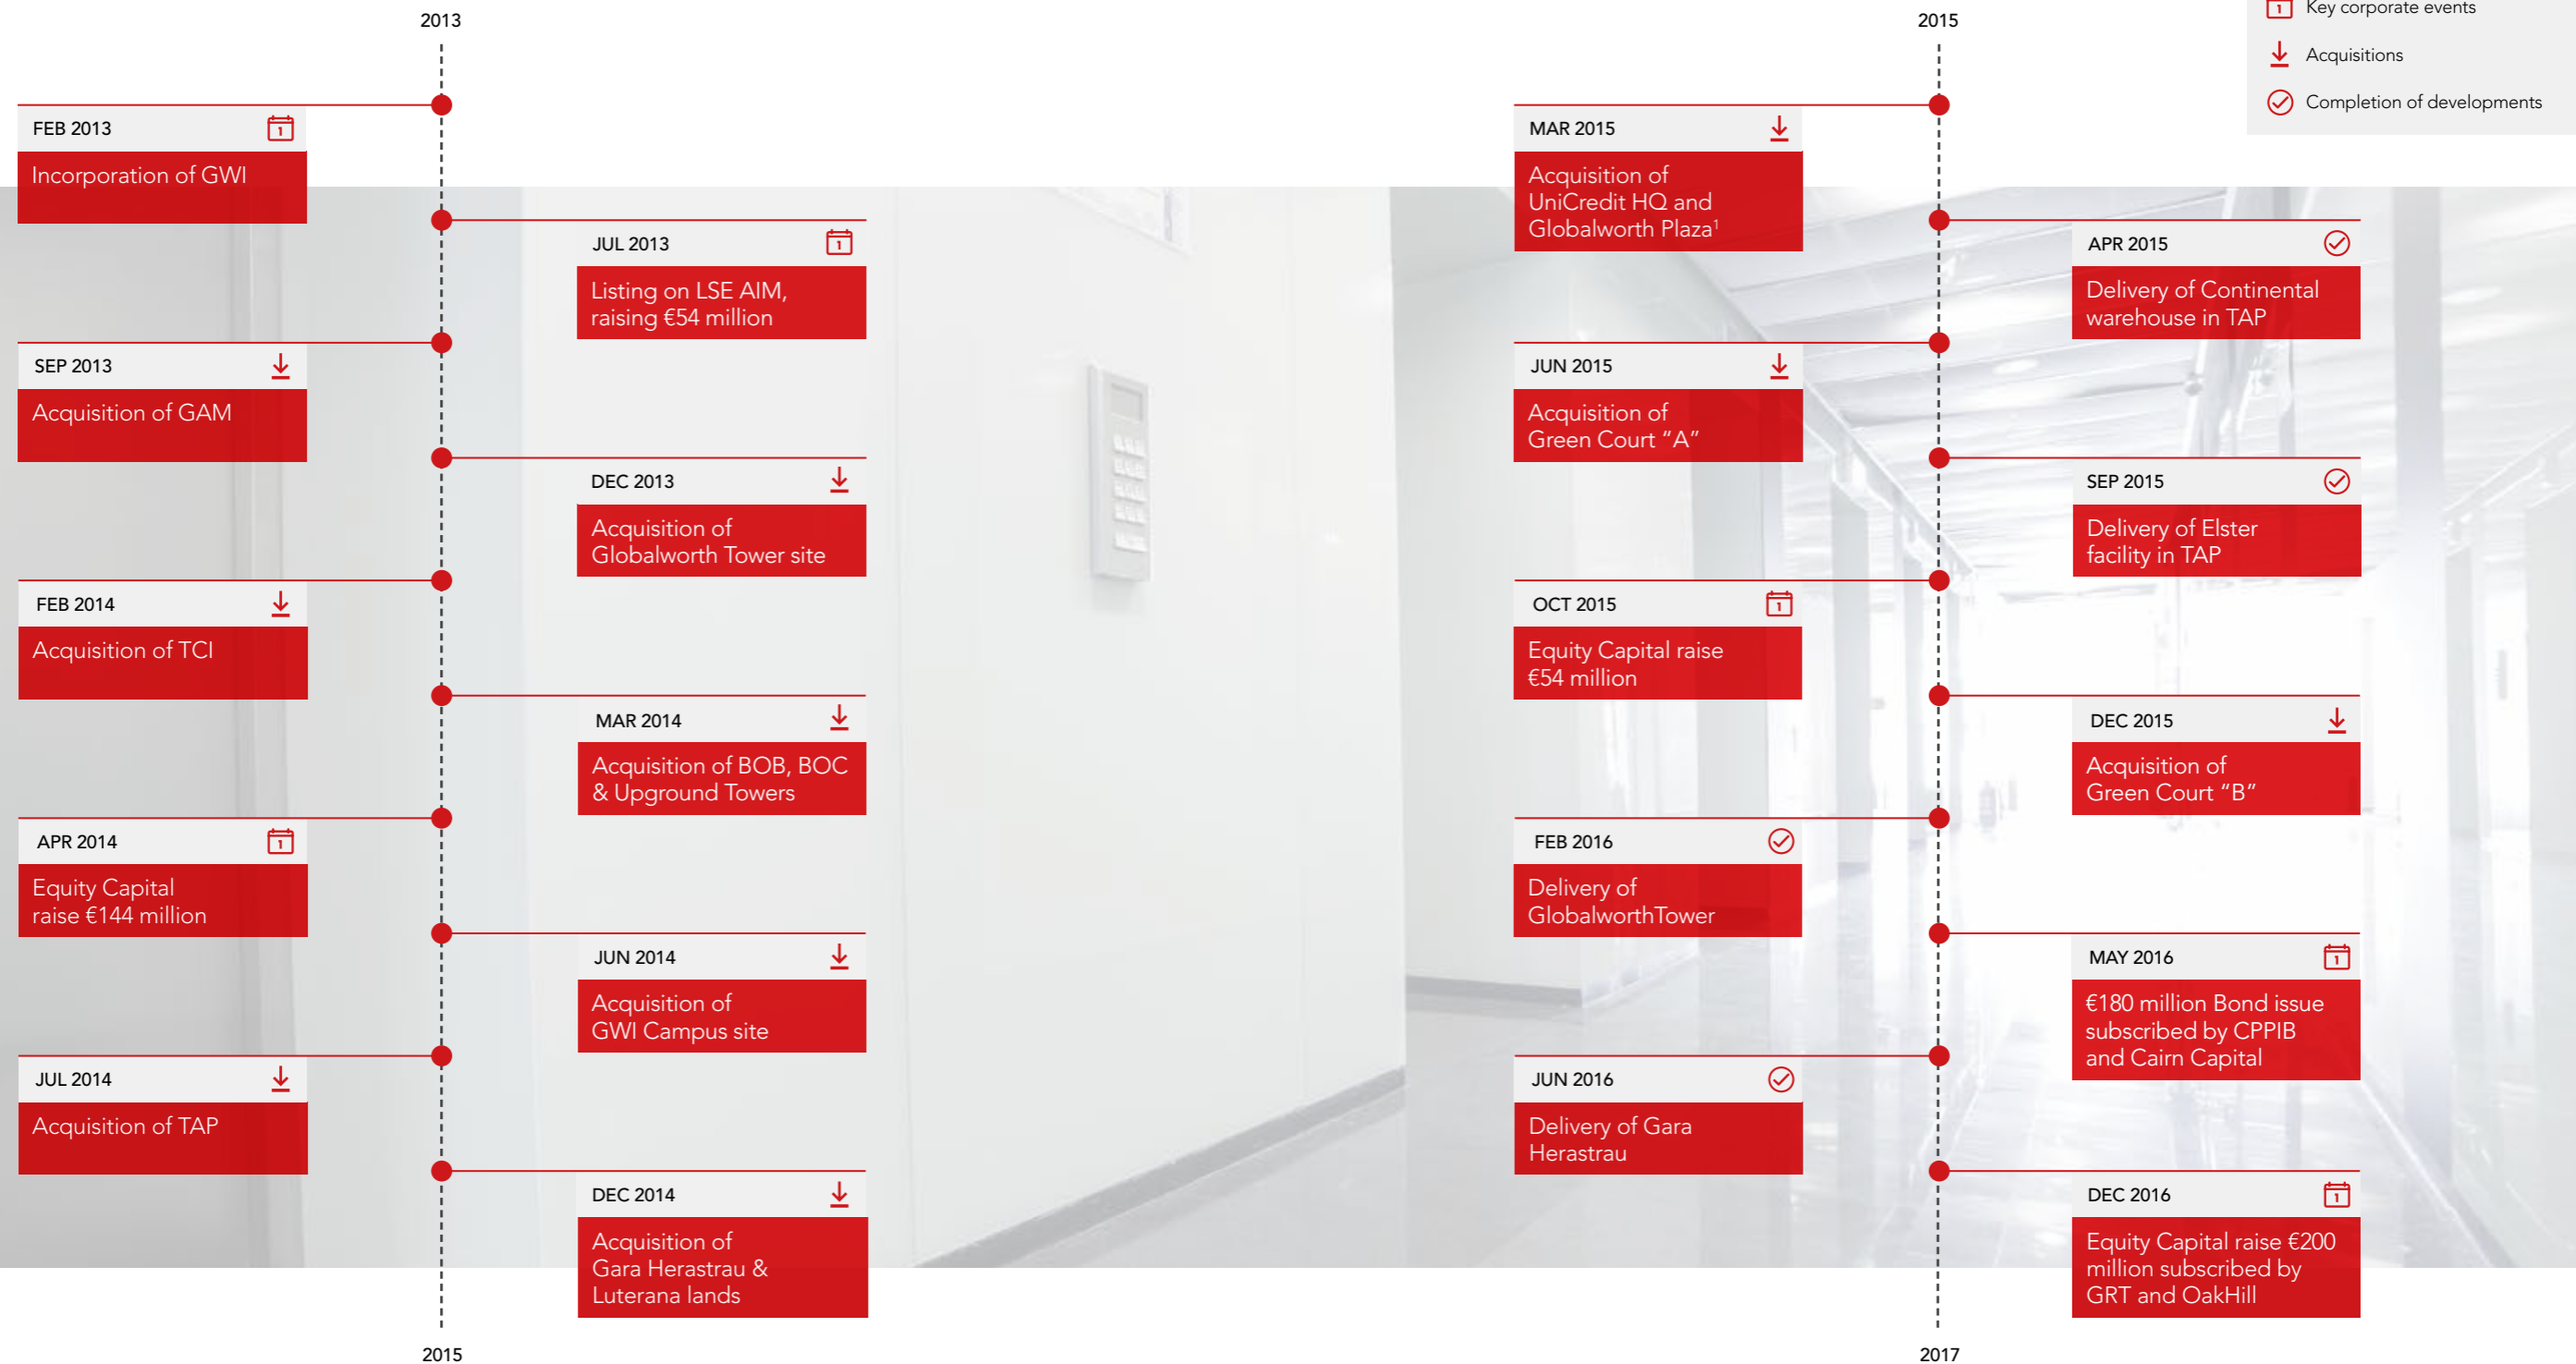 2013
FEB 2013
Incorporation of GWI
JUL 2013
Listing on LSE AIM,
raising €54 million
SEP 2013
Acquisition of GAM
DEC 2013
Acquisition of
Globalworth Tower site
FEB 2014
Acquisition of TCI
MAR 2014
Acquisition of BOB, BOC
& Upground Towers
APR 2014
Equity Capital
raise €144 million
JUN 2014
Acquisition of
GWI Campus site
JUL 2014
Acquisition of TAP
DEC 2014
Acquisition of
Gara Herastrau &
Luterana lands
2015
2015
MAR 2015
Acquisition of
UniCredit HQ and
Globalworth Plaza¹
APR 2015
Delivery of Continental
warehouse in TAP
JUN 2015
Acquisition of
Green Court “A”
SEP 2015
Delivery of Elster
facility in TAP
OCT 2015
Equity Capital raise
€54 million
DEC 2015
Acquisition of
Green Court “B”
FEB 2016
Delivery of
GlobalworthTower
MAY 2016
€180 million Bond issue
subscribed by CPPIB
and Cairn Capital
JUN 2016
Delivery of Gara
Herastrau
DEC 2016
Equity Capital raise €200
million subscribed by
GRT and OakHill
2017
Key corporate events
Acquisitions
Completion of developments